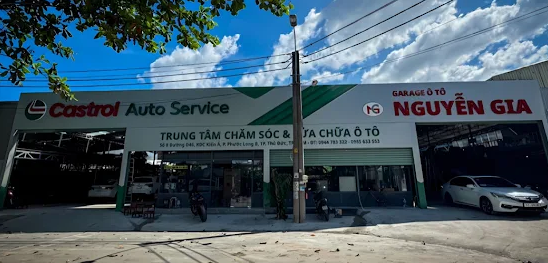 Castrol Auto Service
GARAGE Ô TÔ
NG
NGUYỄN GIA
TRUNG TÂM CHĂM SÓC & SỬA CHỮA Ô TÔ